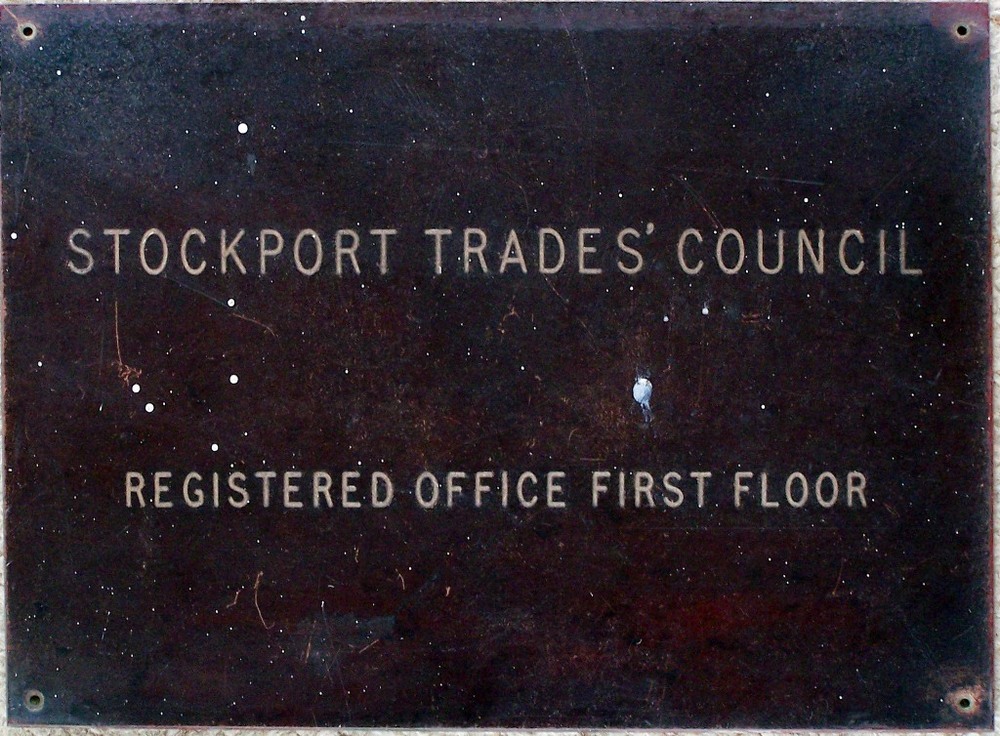 STOCKPORT TRADES' COUNCIL
REGISTERED OFFICE FIRST FLOOR